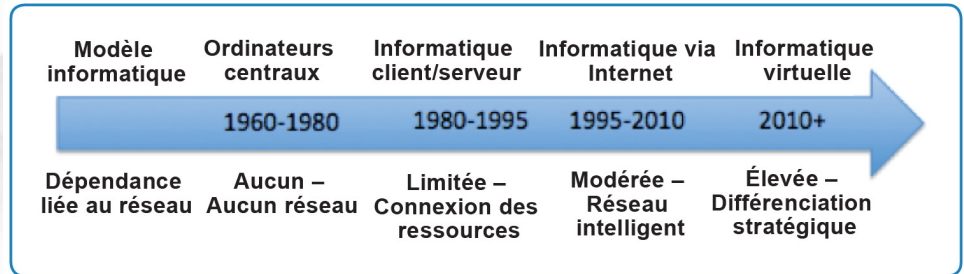 Modèle
informatique
Ordinateurs
centraux
Informatique
client/serveur
Informatique via
Internet
Informatique
virtuelle
1960-1980
1980-1995
1995-2010
2010+
Dépendance
liée au réseau
Aucun –
Aucun réseau
Limitée –
Connexion des
ressources
Modérée –
Réseau
intelligent
Élevée –
Différenciation
stratégique